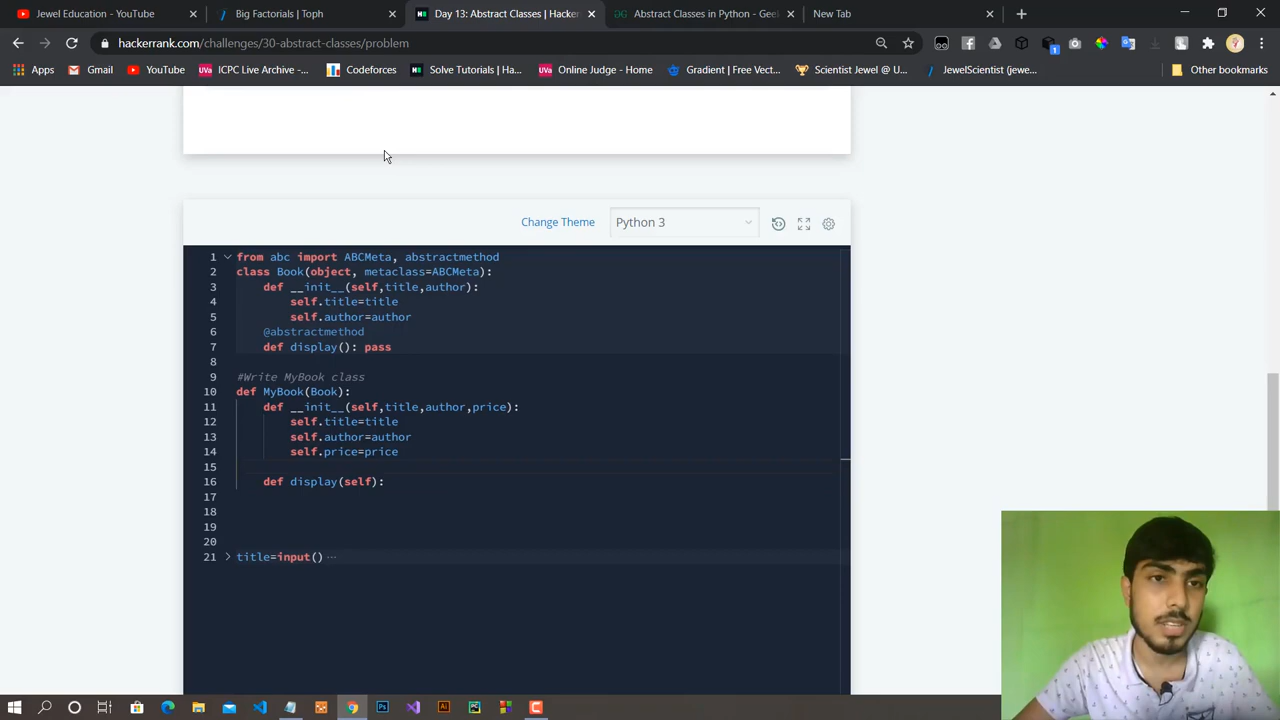 Jewel Education - YouTube
Big Factorials | Toph
Day 13: Abstract Classes | Hacker
Abstract Classes in Python - Geek
New Tab
hackerrank.com/challenges/30-abstract-classes/problem
1
Apps
Gmail
YouTube
ICPC Live Archive -...
Codeforces
Solve Tutorials | Ha...
Online Judge - Home
Gradient | Free Vect...
Scientist Jewel @ U...
JewelScientist (jewe...
Other bookmarks
Change Theme
Python 3
1 from abc import ABCMeta, abstractmethod
2 class Book(object, metaclass=ABCMeta):
3 def __init__(self,title,author):
4 self.title=title
5 self.author=author
6 @abstractmethod
7 def display(): pass
8
9 #Write MyBook class
10 def MyBook(Book):
11 def __init__(self,title,author,price):
12 self.title=title
13 self.author=author
14 self.price=price
15
16 def display(self):
17
18
19
20
21 title=input() ...
Ps
Ai